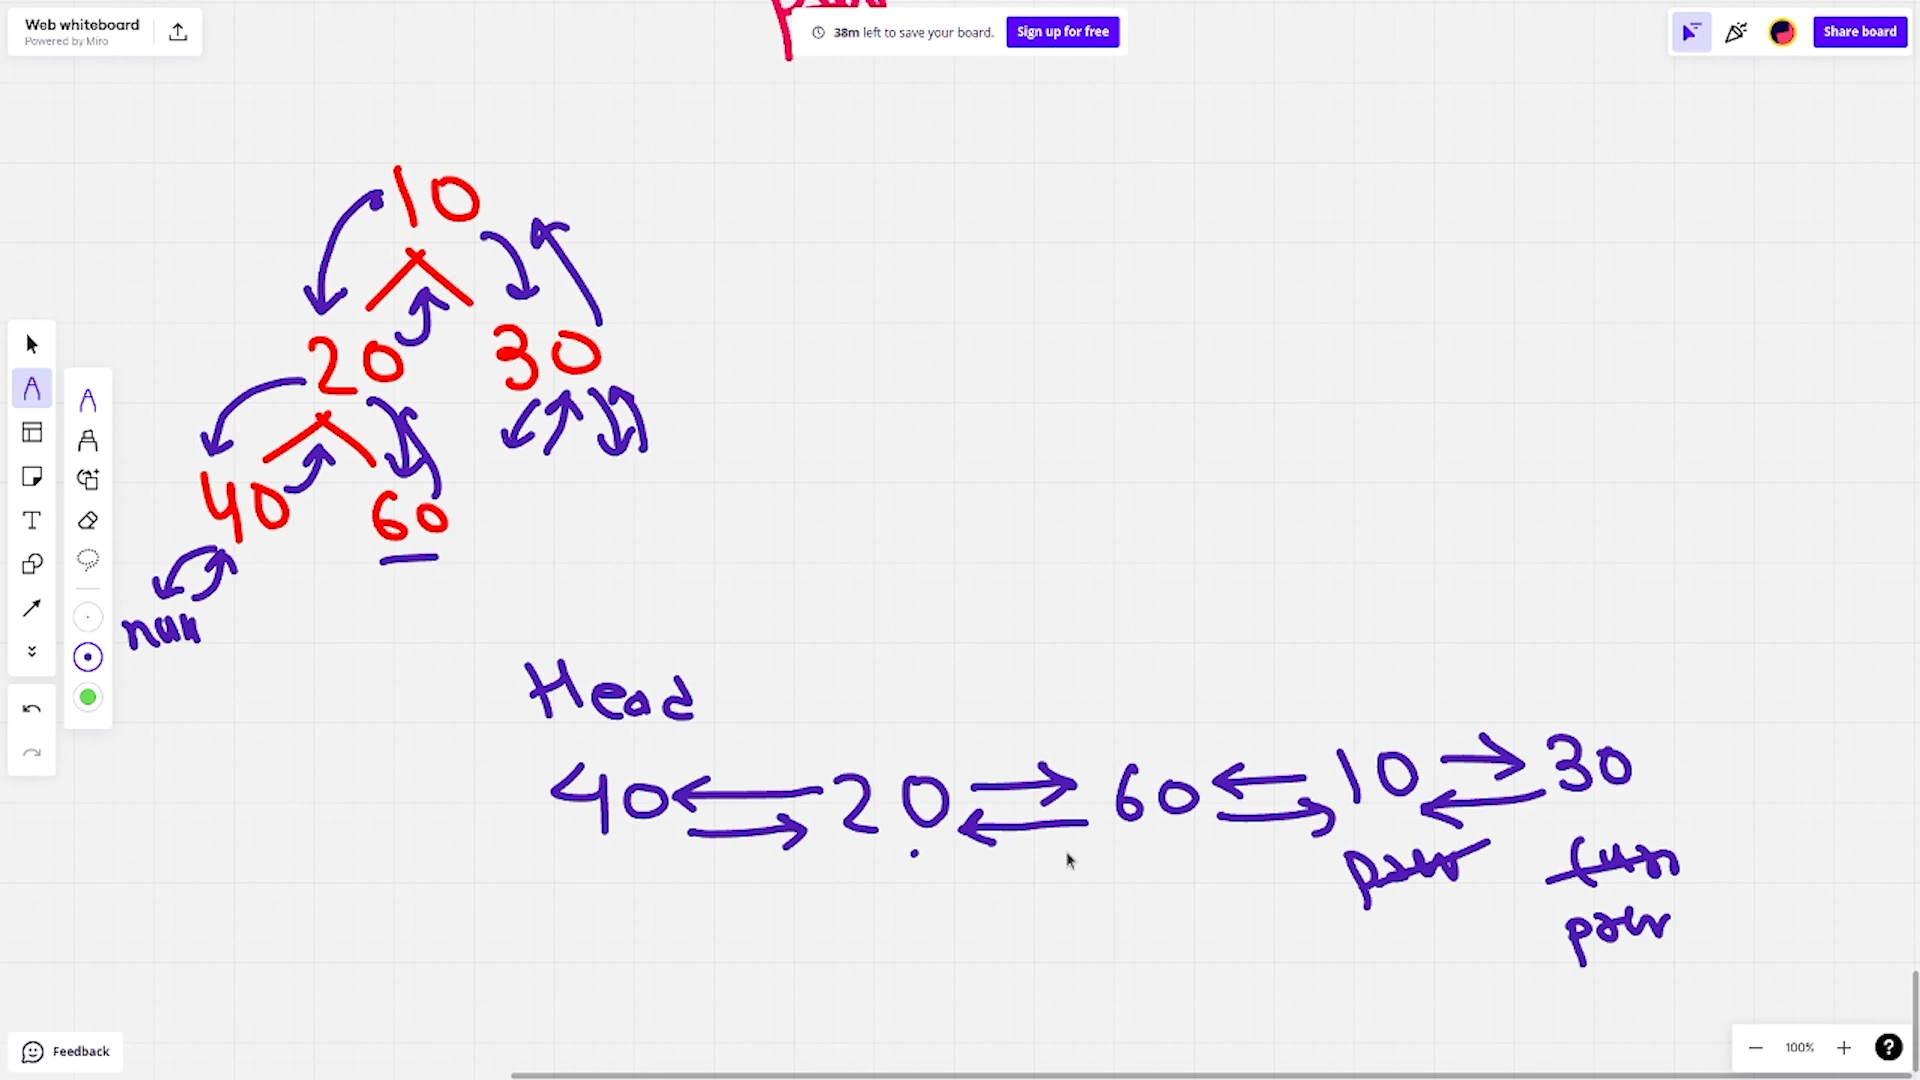 Web whiteboard
Powered by Miro
38m left to save your board.
Sign up for free
Share board
10
20 30
40 60
null
Head
40 20 60 10 30
prev curr
prev
T
Feedback
100%
?